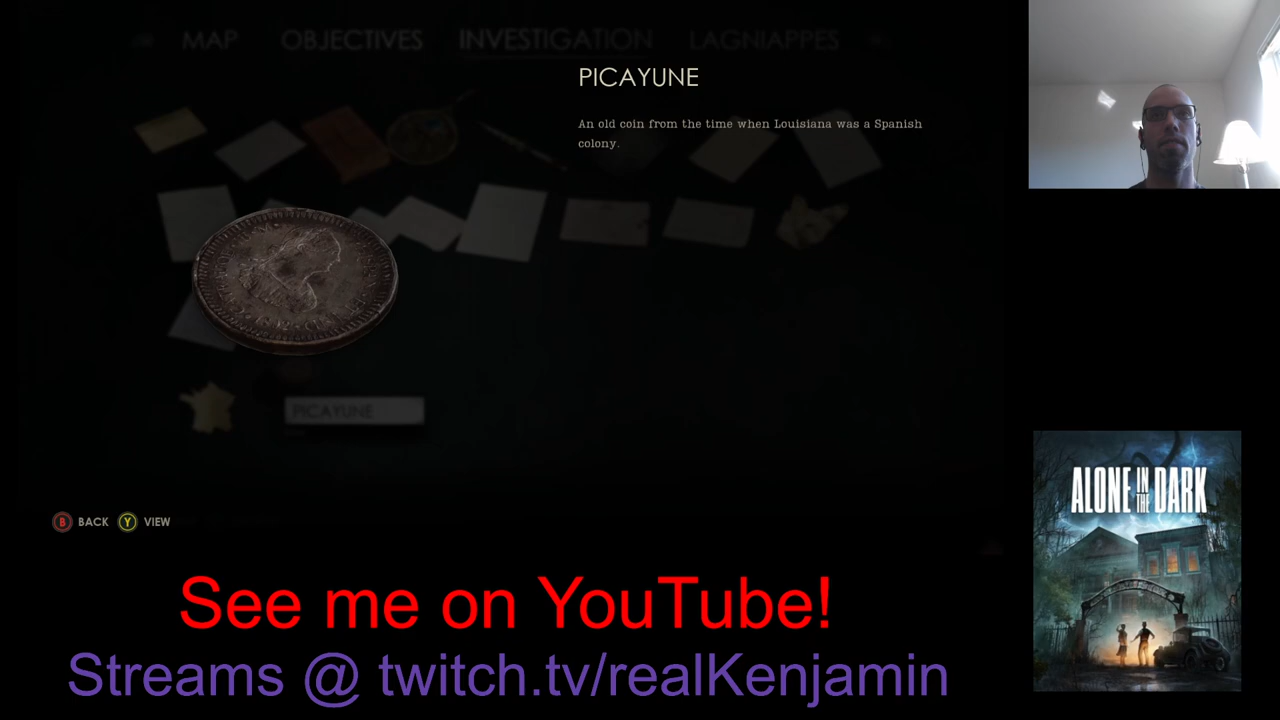 MAP OBJECTIVES INVESTIGATION LAGNIAPPES
PICAYUNE
An old coin from the time when Louisiana was a Spanish
colony.
PICAYUNE
B BACK Y VIEW
See me on YouTube!
Streams @ twitch.tv/realKenjamin
ALONE IN THE DARK